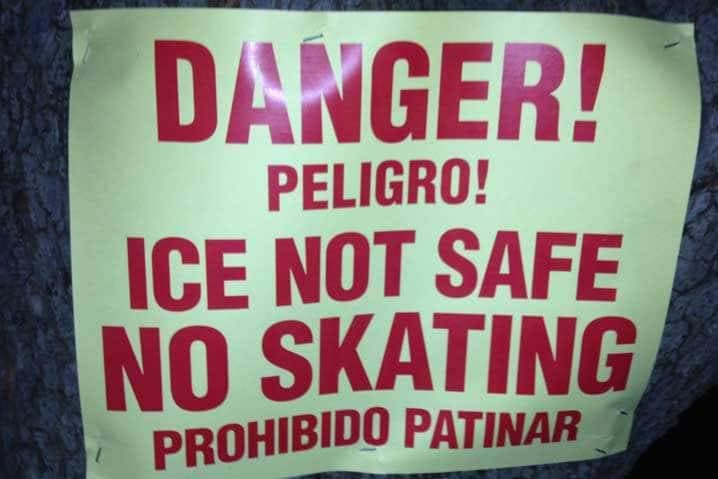 DANGER!
PELIGRO!
ICE NOT SAFE
NO SKATING
PROHIBIDO PATINAR